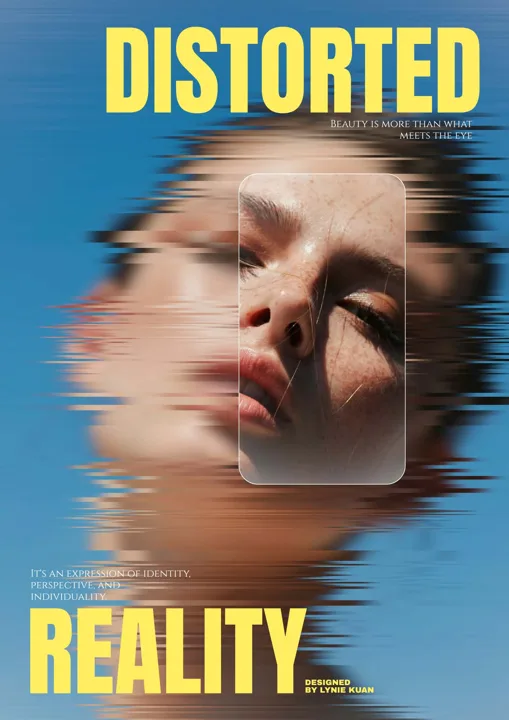 DISTORTED
Beauty is more than what
meets the eye
It's an expression of identity,
perspective, and
individuality.
REALITY
DESIGNED
BY LYNIE KUAN